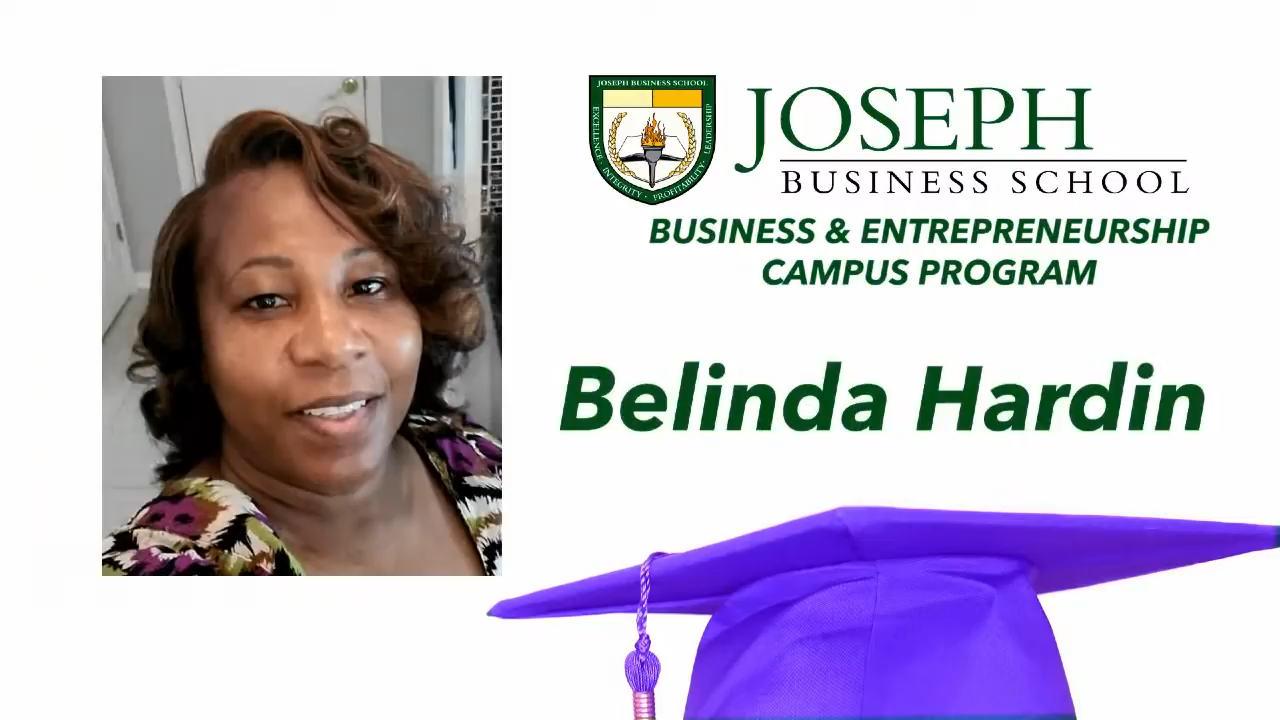 JOSEPH BUSINESS SCHOOL
EXCELLENCE • INTEGRITY • PROFITABILITY • LEADERSHIP
JOSEPH
BUSINESS SCHOOL
BUSINESS & ENTREPRENEURSHIP
CAMPUS PROGRAM
Belinda Hardin